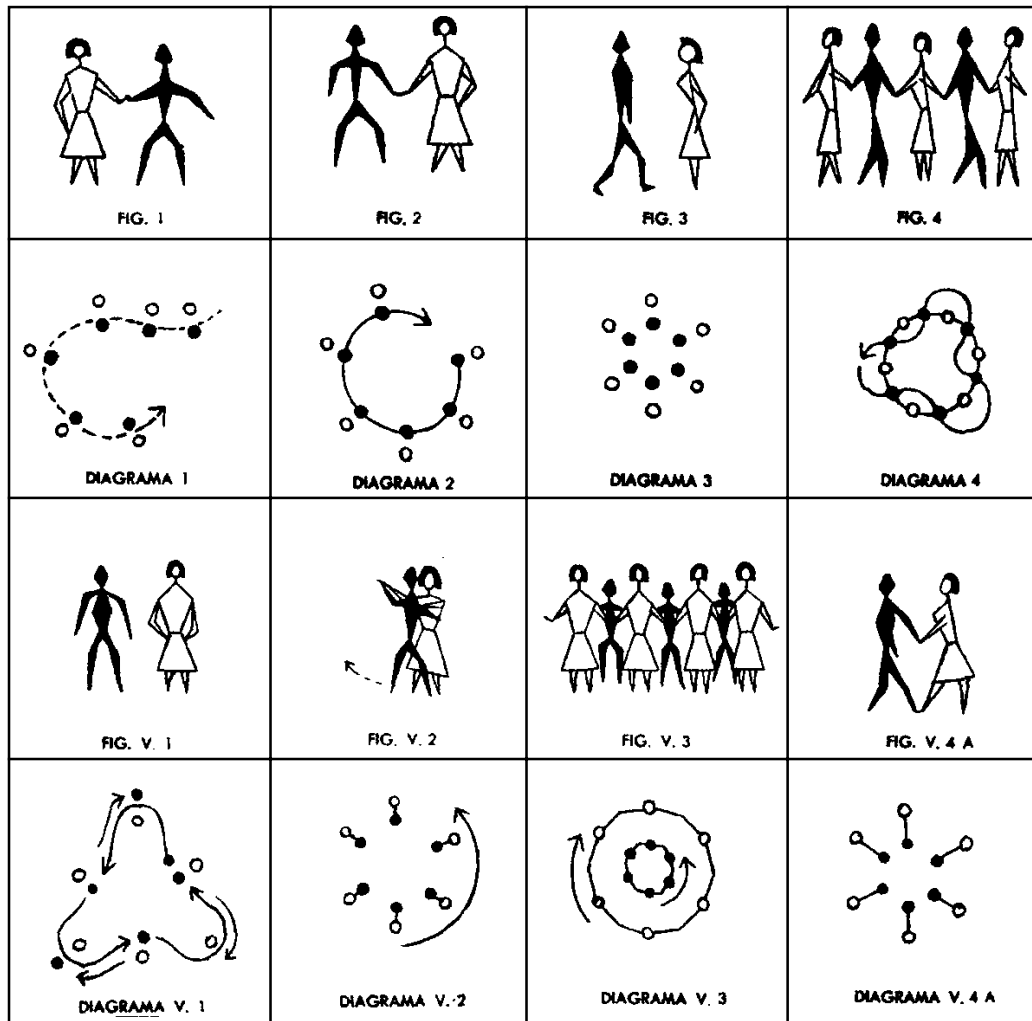 FIG. 1
FIG. 2
FIG. 3
FIG. 4
DIAGRAMA 1
DIAGRAMA 2
DIAGRAMA 3
DIAGRAMA 4
FIG. V. 1
FIG. V. 2
FIG. V. 3
FIG. V. 4 A
DIAGRAMA V. 1
DIAGRAMA V. 2
DIAGRAMA V. 3
DIAGRAMA V. 4 A